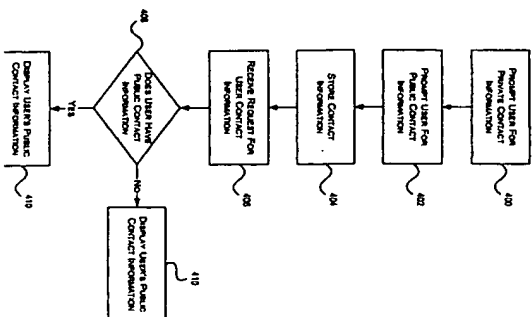 PROMPT USER FOR
PRIVATE CONTACT
INFORMATION
400
PROMPT USER FOR
PUBLIC CONTACT
INFORMATION
402
STORE CONTACT
INFORMATION
404
RECEIVE REQUEST FOR
USER CONTACT
INFORMATION
406
DOES USER HAVE
PUBLIC CONTACT
INFORMATION
408
YES
NO
DISPLAY USER'S PUBLIC
CONTACT INFORMATION
410
DISPLAY USER'S PUBLIC
CONTACT INFORMATION
410